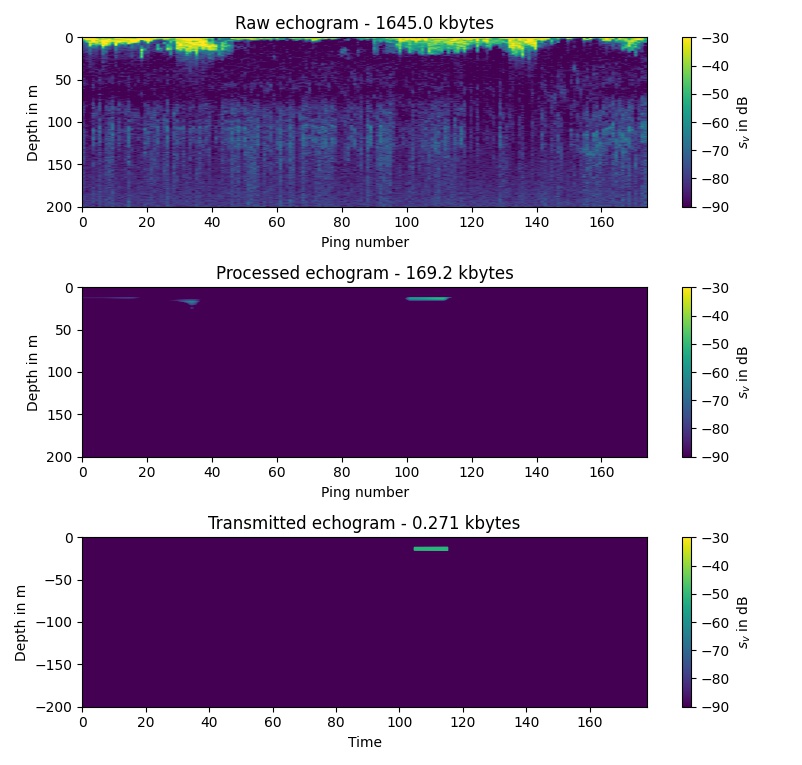 Raw echogram - 1645.0 kbytes
0
50
100
150
200
Depth in m
0 20 40 60 80 100 120 140 160
Ping number
−30
−40
−50
−60
−70
−80
−90
sv in dB
Processed echogram - 169.2 kbytes
0
50
100
150
200
Depth in m
0 20 40 60 80 100 120 140 160
Ping number
−30
−40
−50
−60
−70
−80
−90
sv in dB
Transmitted echogram - 0.271 kbytes
0
−50
−100
−150
−200
Depth in m
0 20 40 60 80 100 120 140 160
Time
−30
−40
−50
−60
−70
−80
−90
sv in dB